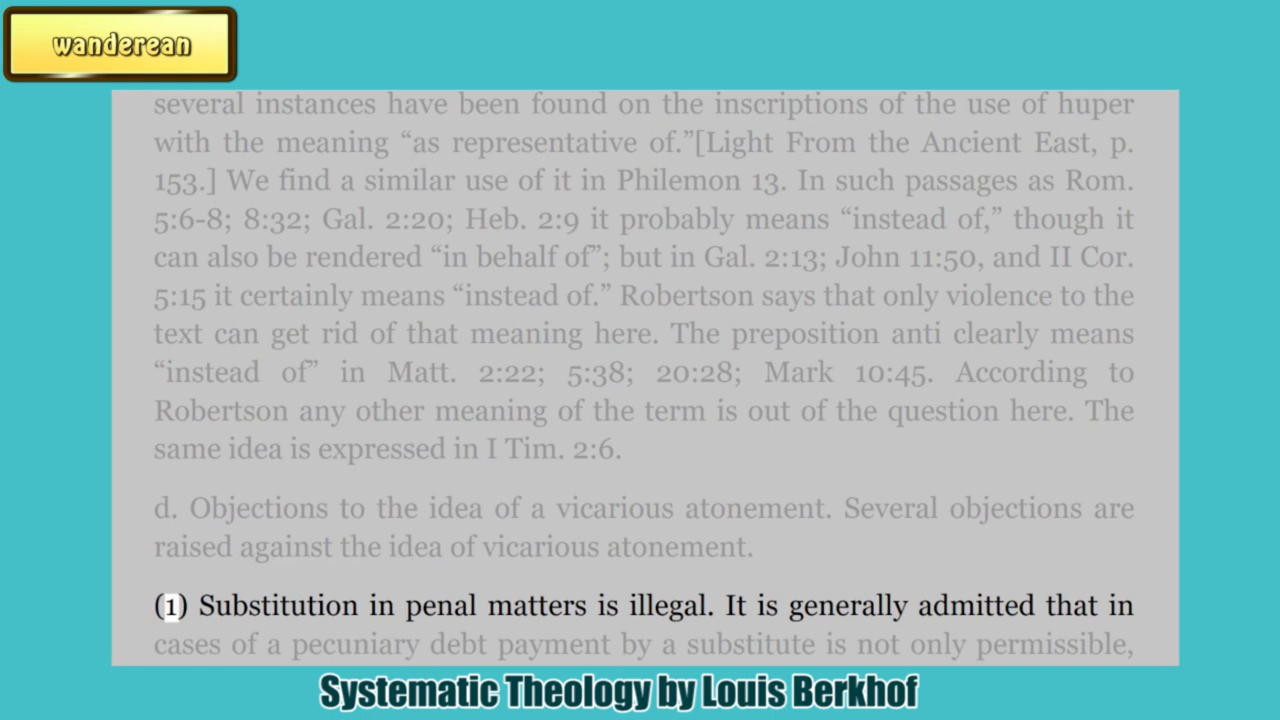 wanderean
several instances have been found on the inscriptions of the use of huper
with the meaning “as representative of.”[Light From the Ancient East, p.
153.] We find a similar use of it in Philemon 13. In such passages as Rom.
5:6-8; 8:32; Gal. 2:20; Heb. 2:9 it probably means “instead of,” though it
can also be rendered “in behalf of”; but in Gal. 2:13; John 11:50, and II Cor.
5:15 it certainly means “instead of.” Robertson says that only violence to the
text can get rid of that meaning here. The preposition anti clearly means
“instead of” in Matt. 2:22; 5:38; 20:28; Mark 10:45. According to
Robertson any other meaning of the term is out of the question here. The
same idea is expressed in I Tim. 2:6.
d. Objections to the idea of a vicarious atonement. Several objections are
raised against the idea of vicarious atonement.
(1) Substitution in penal matters is illegal. It is generally admitted that in
cases of a pecuniary debt payment by a substitute is not only permissible,
Systematic Theology by Louis Berkhof